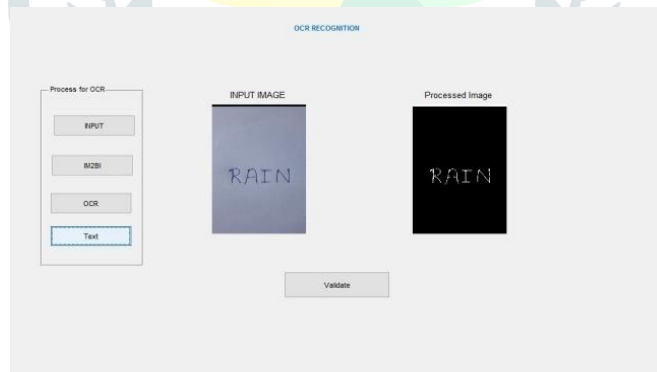 OCR RECOGNITION
Process for OCR
INPUT
IM2BI
OCR
Text
INPUT IMAGE
RAIN
Processed Image
RAIN
Validate